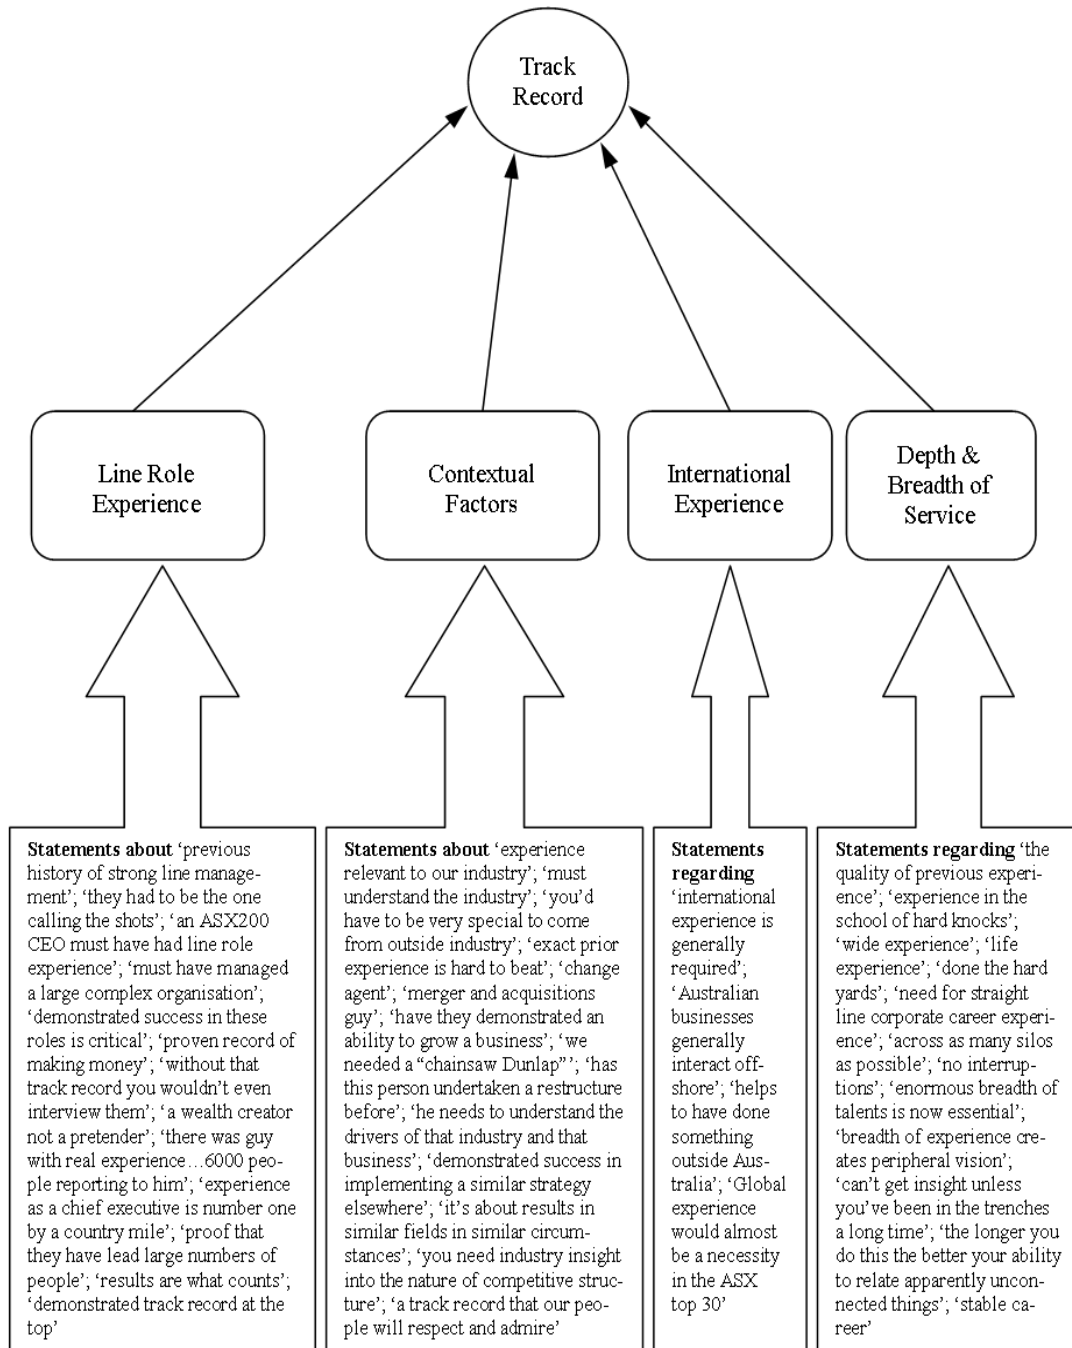 Track
Record
Line Role
Experience
Contextual
Factors
International
Experience
Depth &
Breadth of
Service
Statements about ‘previous
history of strong line manage-
ment’; ‘they had to be the one
calling the shots’; ‘an ASX200
CEO must have had line role
experience’; ‘must have managed
a large complex organisation’;
‘demonstrated success in these
roles is critical’; ‘proven record of
making money’; ‘without that
track record you wouldn’t even
interview them’; ‘a wealth creator
not a pretender’; ‘there was guy
with real experience…6000 peo-
ple reporting to him’; ‘experience
as a chief executive is number one
by a country mile’; ‘proof that
they have lead large numbers of
people’; ‘results are what counts’;
‘demonstrated track record at the
top’
Statements about ‘experience
relevant to our industry’; ‘must
understand the industry’; ‘you’d
have to be very special to come
from outside industry’; ‘exact prior
experience is hard to beat’; ‘change
agent’; ‘merger and acquisitions
guy’; ‘have they demonstrated an
ability to grow a business’; ‘we
needed a “chainsaw Dunlap”’; ‘has
this person undertaken a restructure
before’; ‘he needs to understand the
drivers of that industry and that
business’; ‘demonstrated success in
implementing a similar strategy
elsewhere’; ‘it’s about results in
similar fields in similar circum-
stances’; ‘you need industry insight
into the nature of competitive struc-
ture’; ‘a track record that our peo-
ple will respect and admire’
Statements
regarding
‘international
experience is
generally
required’;
‘Australian
businesses
generally
interact off-
shore’; ‘helps
to have done
something
outside Aus-
tralia’; ‘Global
experience
would almost
be a necessity
in the ASX
top 30’
Statements regarding ‘the
quality of previous experi-
ence’; ‘experience in the
school of hard knocks’;
‘wide experience’; ‘life
experience’; ‘done the hard
yards’; ‘need for straight
line corporate career experi-
ence’; ‘across as many silos
as possible’; ‘no interrup-
tions’; ‘enormous breadth of
talents is now essential’;
‘breadth of experience cre-
ates peripheral vision’;
‘can’t get insight unless
you’ve been in the trenches
a long time’; ‘the longer you
do this the better your ability
to relate apparently uncon-
nected things’; ‘stable ca-
reer’